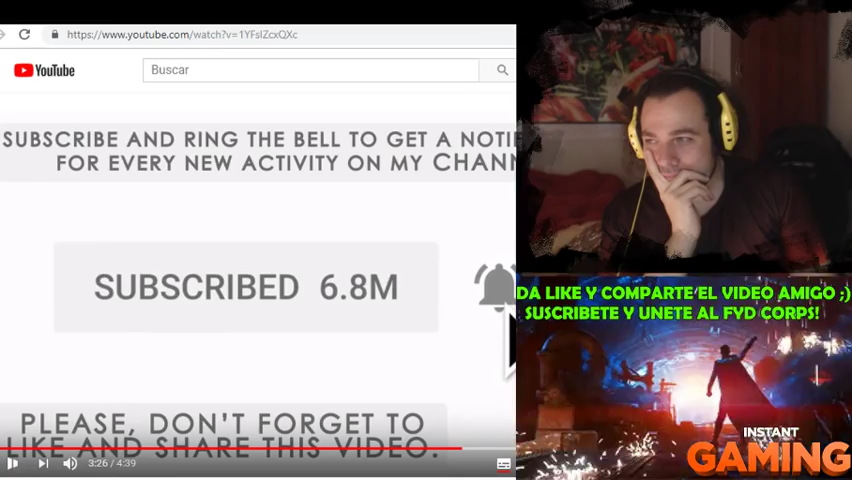 https://www.youtube.com/watch?v=1YFsIZcxQXc
YouTube
Buscar
SUBSCRIBE AND RING THE BELL TO GET A NOTI
FOR EVERY NEW ACTIVITY ON MY CHANN
SUBSCRIBED 6.8M
PLEASE, DON'T FORGET TO
LIKE AND SHARE THIS VIDEO.
3:26 / 4:39
DA LIKE Y COMPARTE EL VIDEO AMIGO ;)
SUSCRIBETE Y UNETE AL FYD CORPS!
INSTANT
GAMING